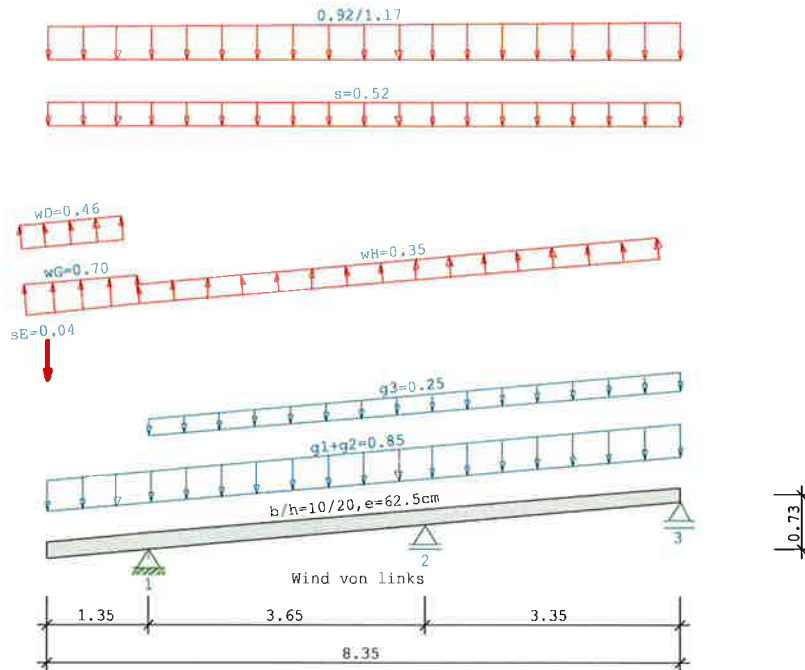 0.92/1.17
s=0.52
wD=0.46
wG=0.70
wH=0.35
sE=0.04
g3=0.25
g1+g2=0.85
b/h=10/20,e=62.5cm
0.73
1
2
3
Wind von links
1.35
3.65
3.35
8.35